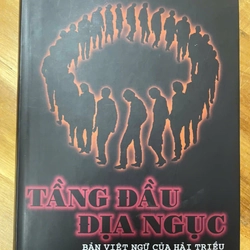 TẦNG ĐẦU
ĐỊA NGỤC
BẢN VIỆT NGỮ CỦA HẢI TRIỀU